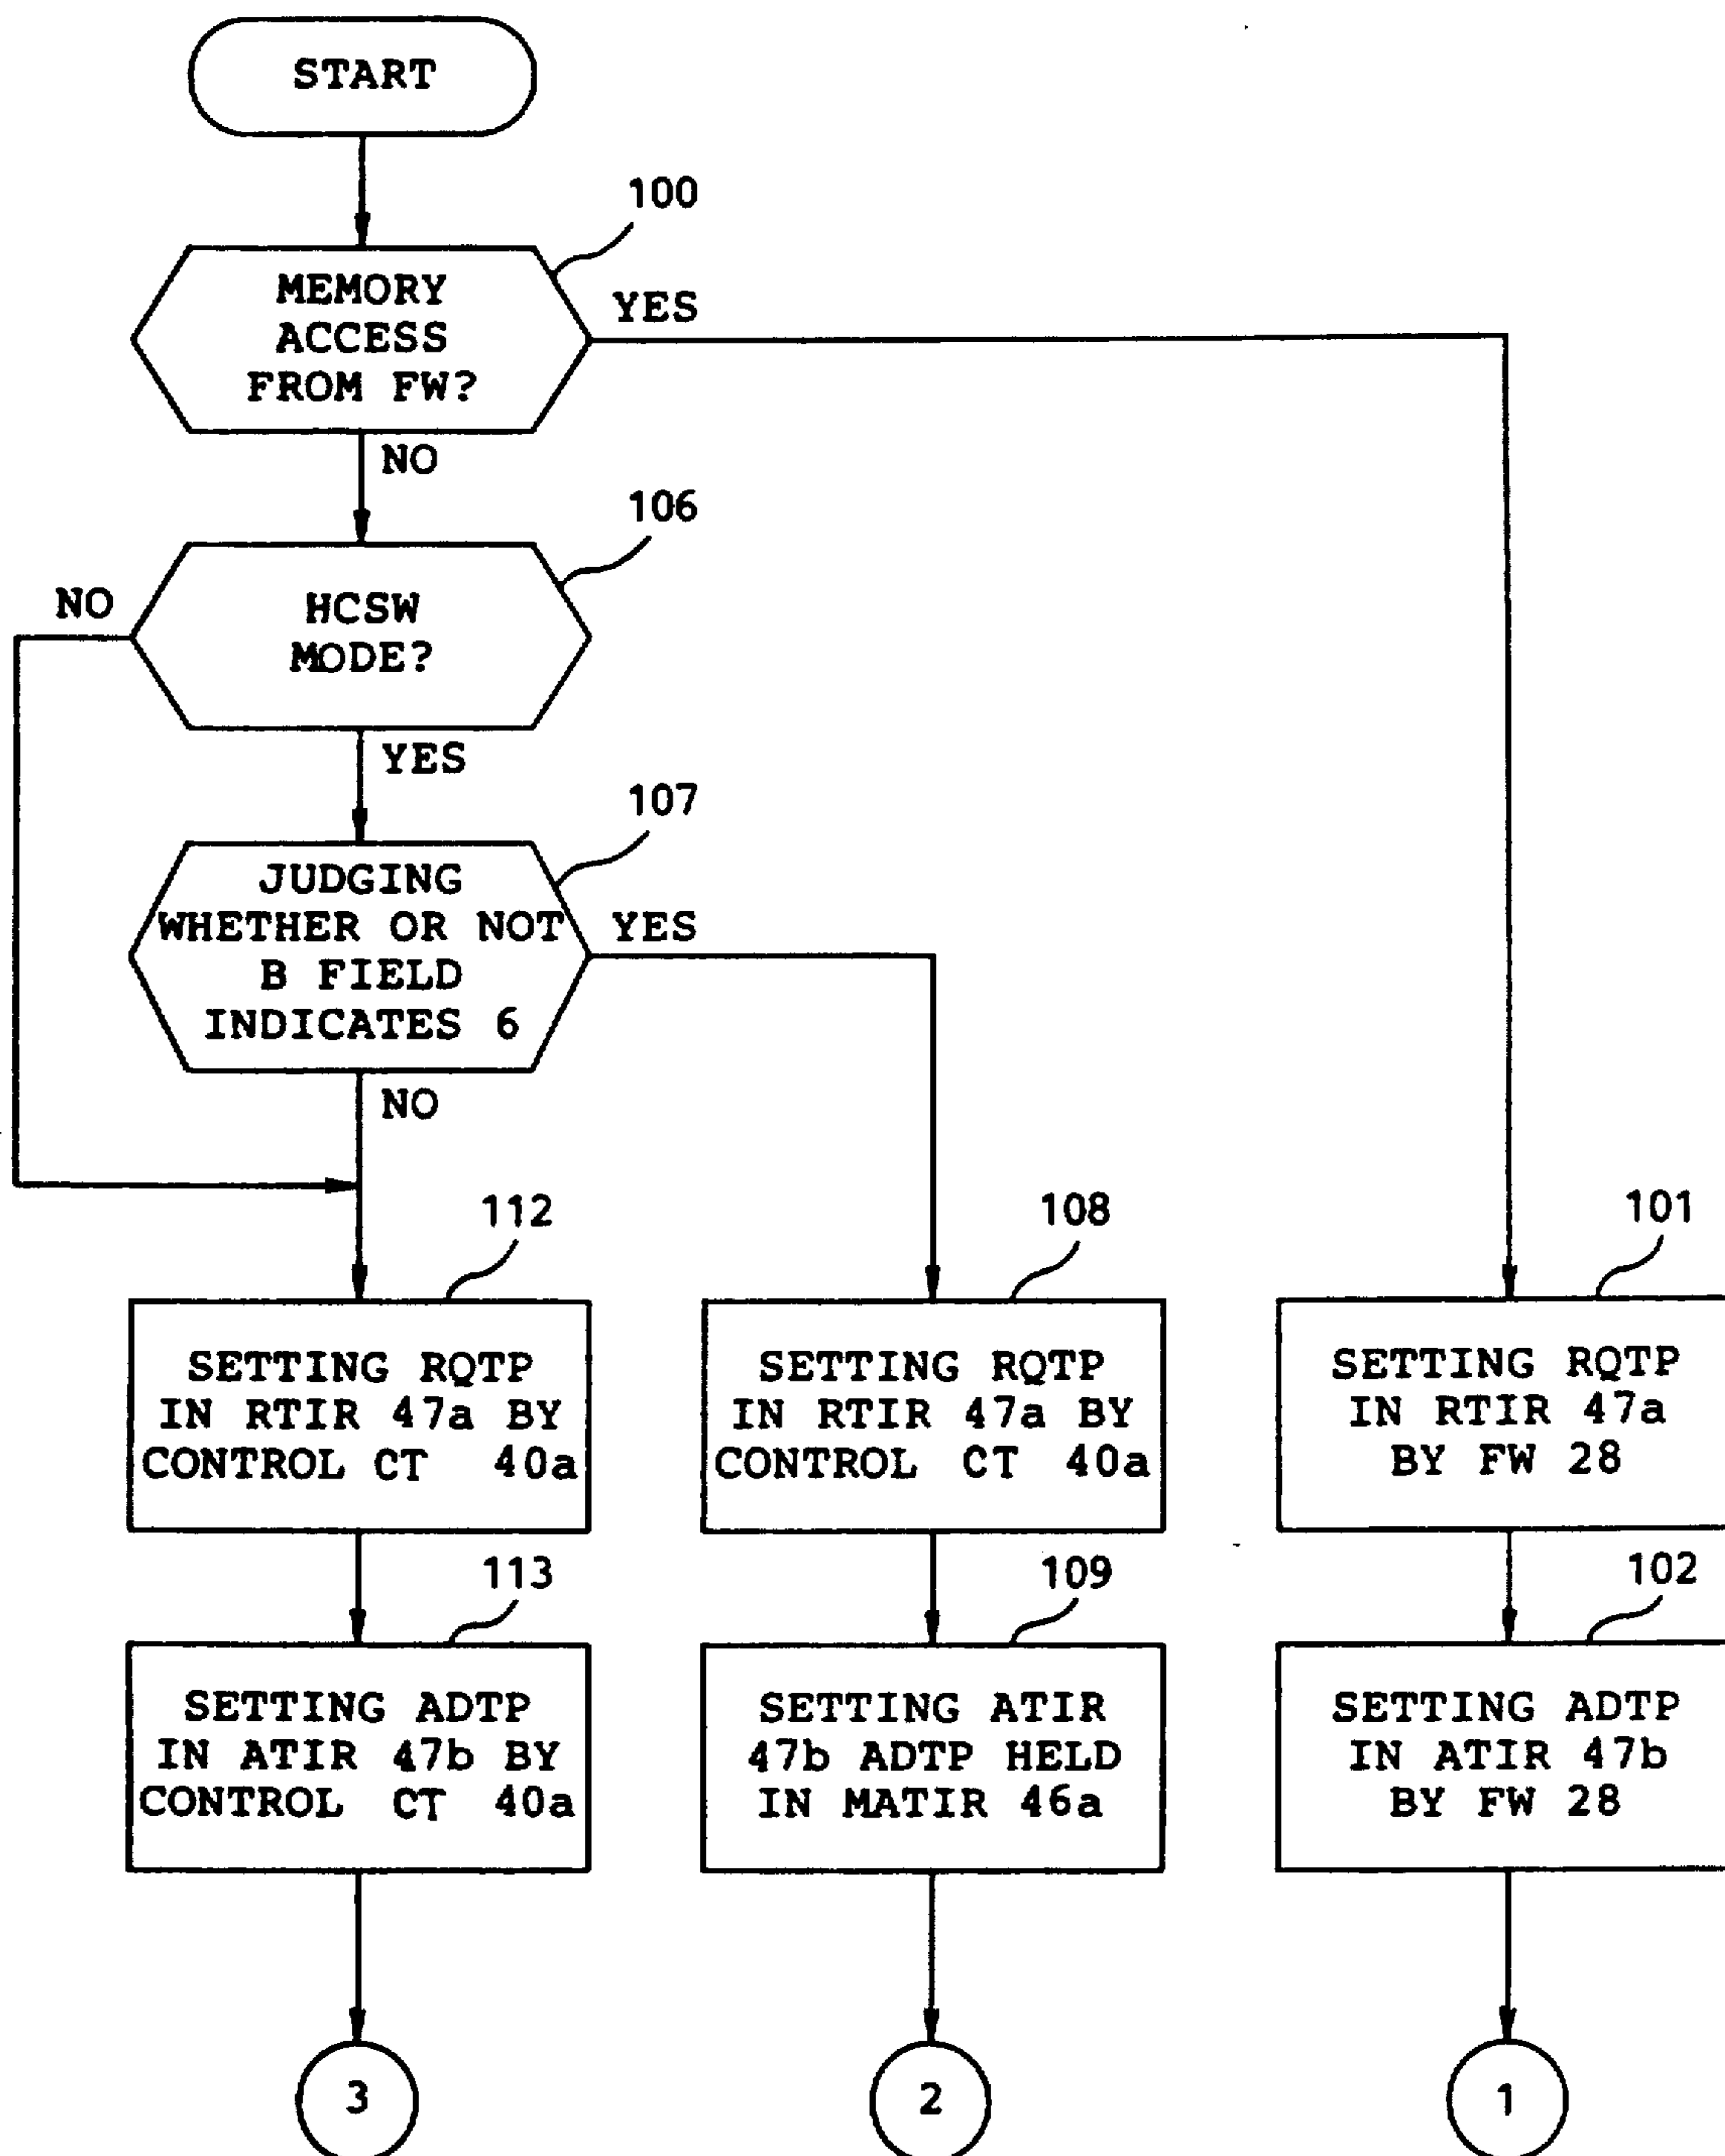 START
100
MEMORY
ACCESS
FROM FW?
YES
NO
106
HCSW
MODE?
NO
YES
107
JUDGING
WHETHER OR NOT
B FIELD
INDICATES 6
YES
NO
112
SETTING RQTP
IN RTIR 47a BY
CONTROL CT 40a
108
SETTING RQTP
IN RTIR 47a BY
CONTROL CT 40a
101
SETTING RQTP
IN RTIR 47a
BY FW 28
113
SETTING ADTP
IN ATIR 47b BY
CONTROL CT 40a
109
SETTING ATIR
47b ADTP HELD
IN MATIR 46a
102
SETTING ADTP
IN ATIR 47b
BY FW 28
3
2
1